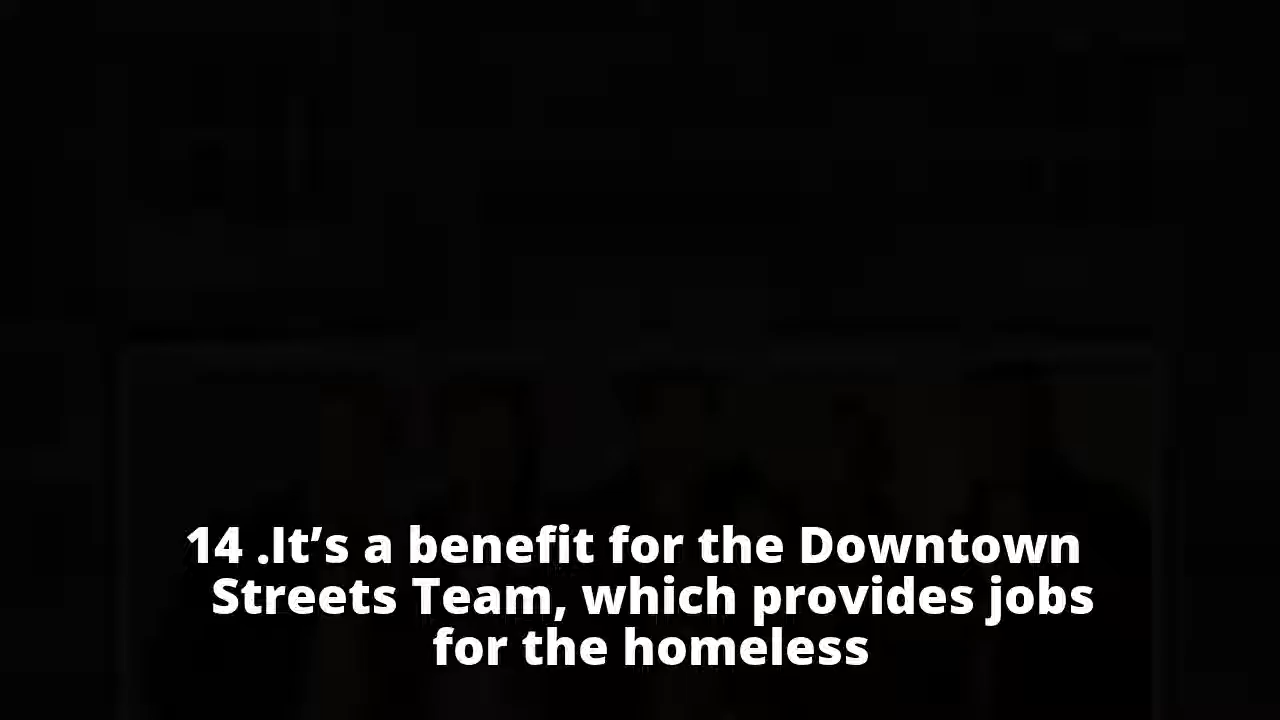 14 .It’s a benefit for the Downtown
Streets Team, which provides jobs
for the homeless